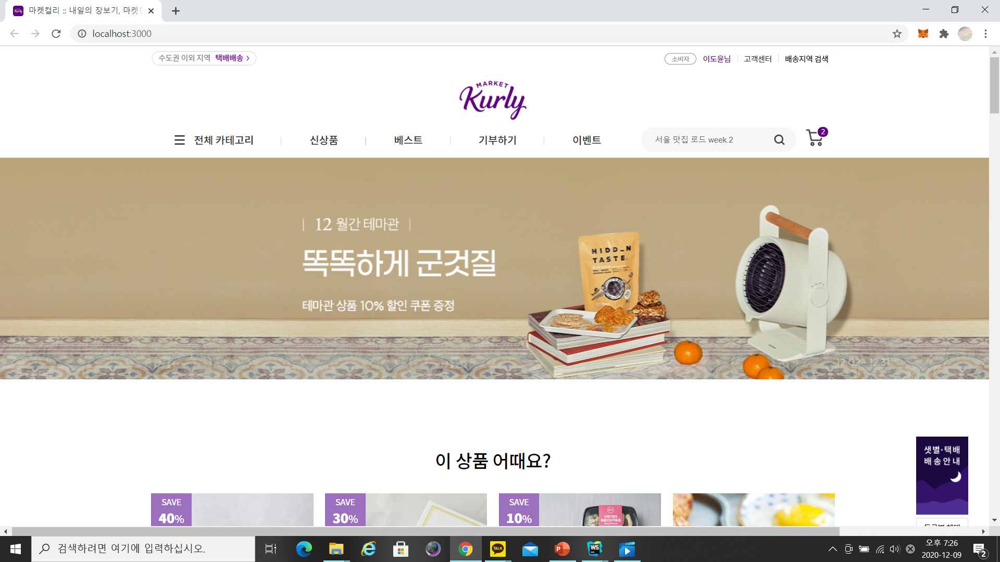 마켓컬리 :: 내일의 장보기, 마켓
localhost:3000
수도권 이외 지역 택배배송 >
소비자
이도윤님
고객센터
배송지역 검색
MARKET
Kurly
전체 카테고리
신상품
베스트
기부하기
이벤트
서울 맛집 로드 week.2
2
| 12 월간 테마관 |
똑똑하게 군것질
테마관 상품 10% 할인 쿠폰 증정
HIDD_N
TASTE
12.02 - 12.31
샛별·택배
배송안내
이 상품 어때요?
SAVE
40%
SAVE
30%
SAVE
10%
시래기밥&
검색하려면 여기에 입력하십시오.
TALK
P
WS
오후 7:26
2020-12-09
2